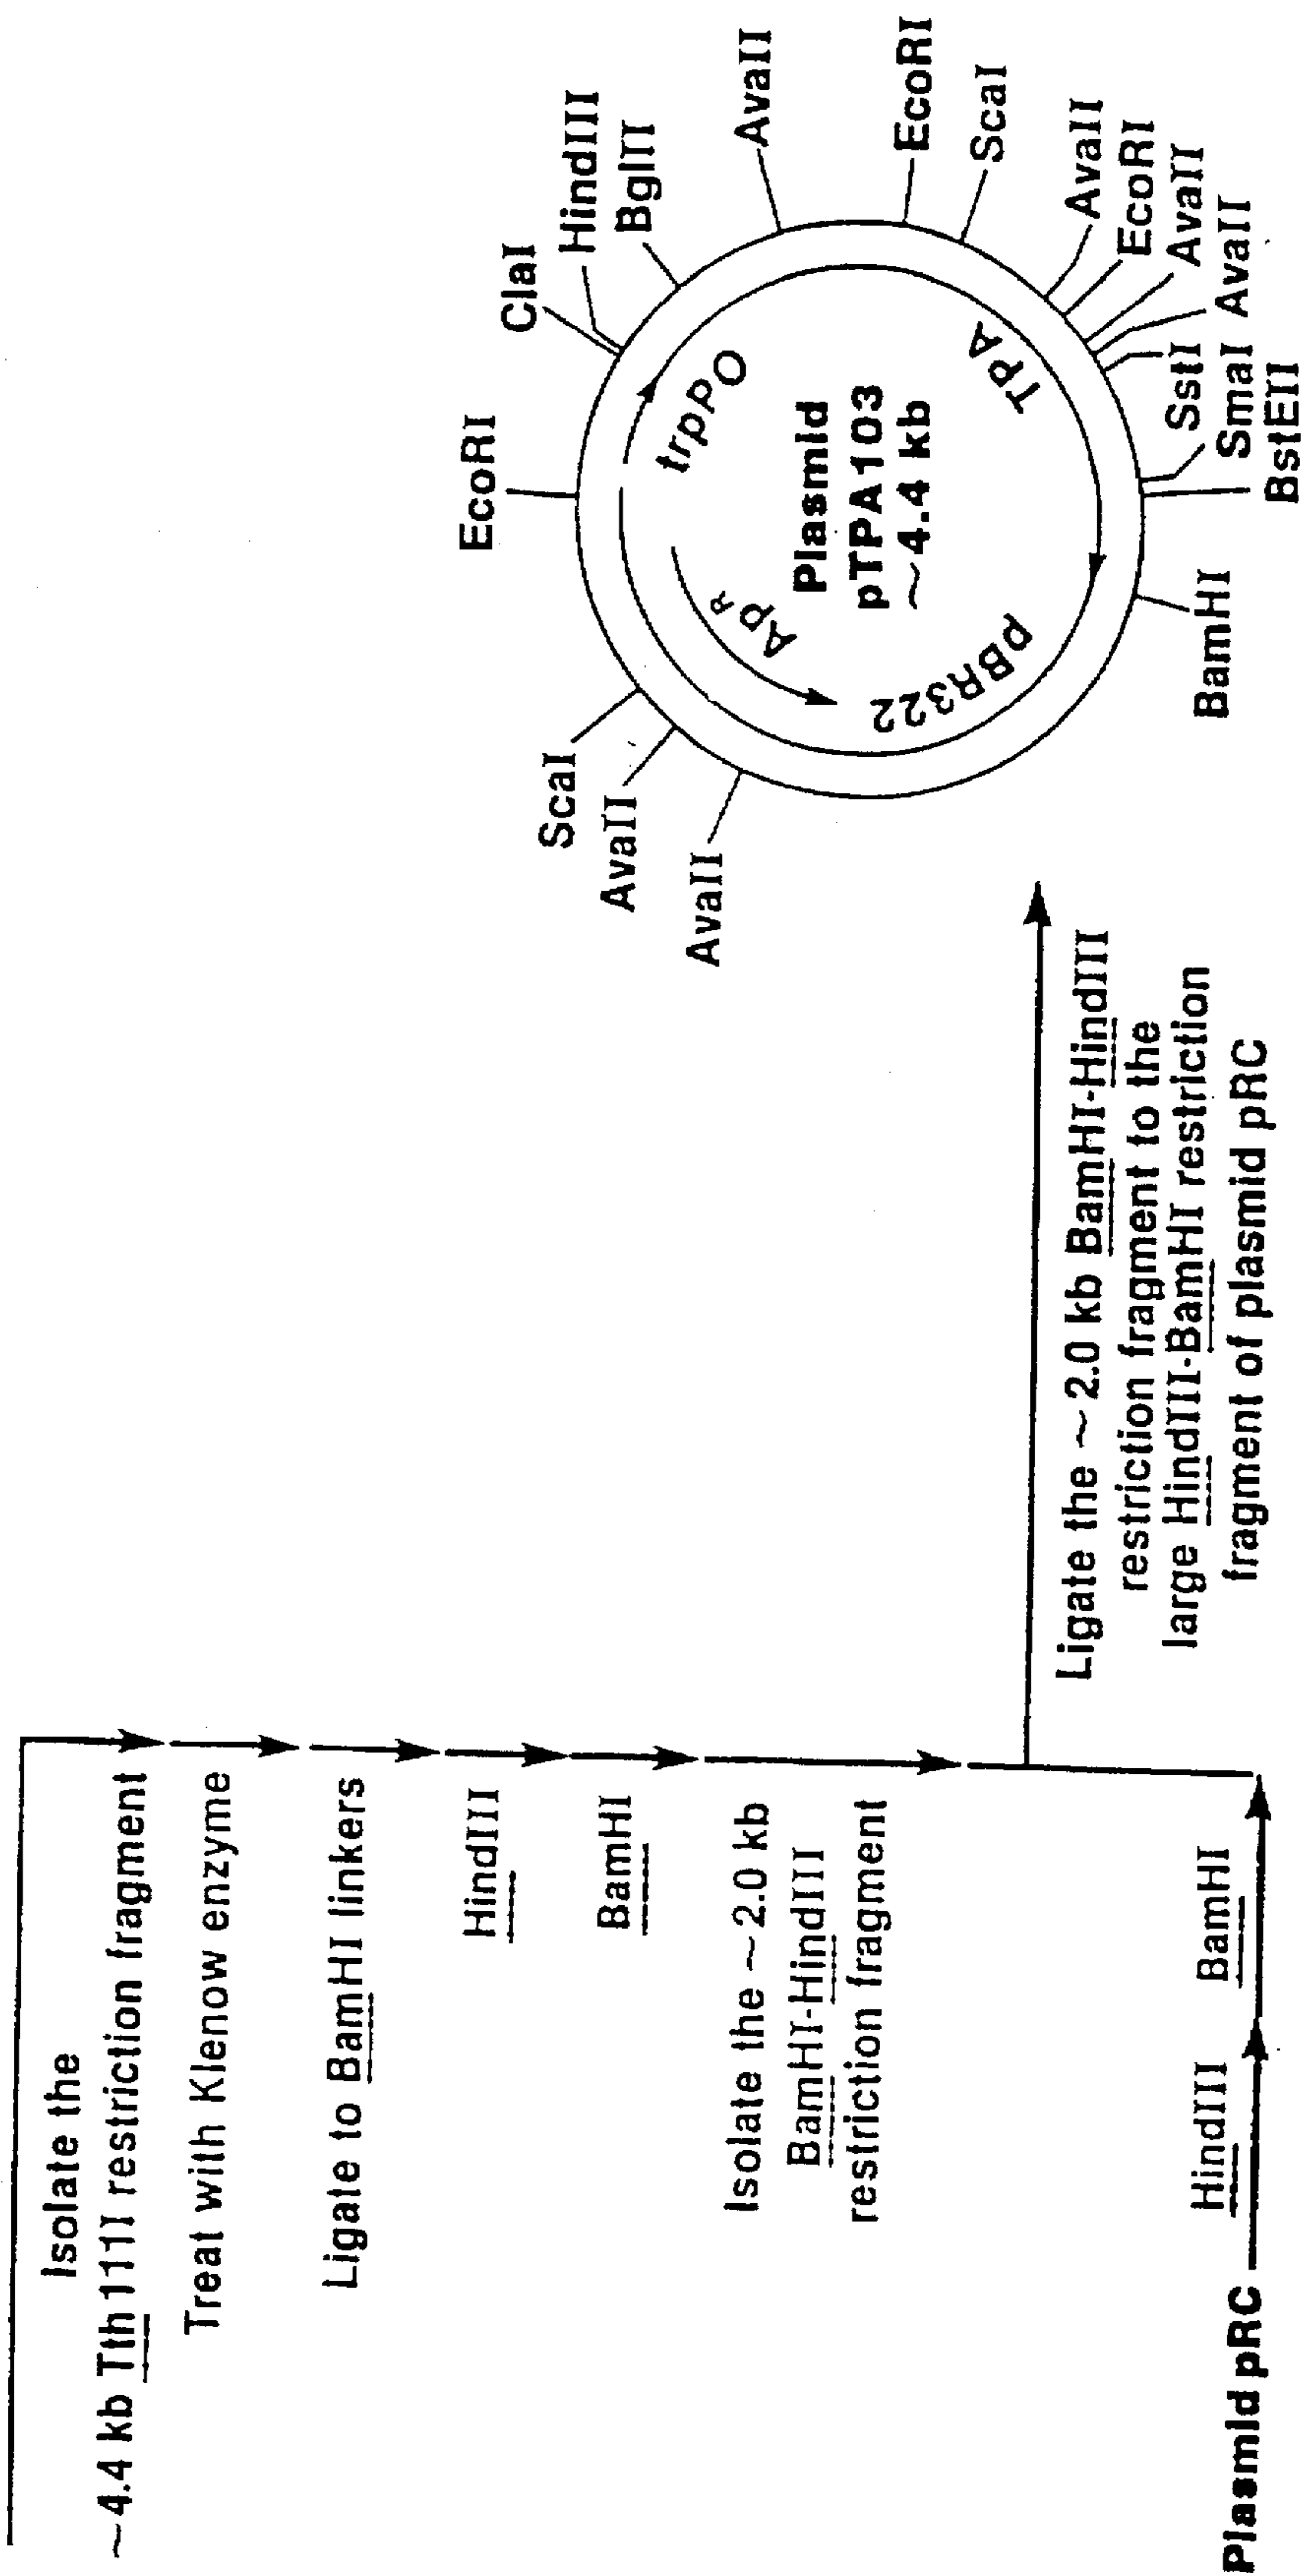 Isolate the
~4.4 kb Tth111I restriction fragment
Treat with Klenow enzyme
Ligate to BamHI linkers
HindIII
BamHI
Isolate the ~2.0 kb
BamHI-HindIII
restriction fragment
Plasmid pRC
HindIII
BamHI
Ligate the ~2.0 kb BamHI-HindIII
restriction fragment to the
large HindIII-BamHI restriction
fragment of plasmid pRC
EcoRI
ClaI
HindIII
BglII
AvaII
EcoRI
ScaI
AvaII
EcoRI
AvaII
AvaII
SstI
SmaI
BstEII
BamHI
AvaII
AvaII
ScaI
trpPO
TPA
pBR322
ApR
Plasmid
pTPA103
~4.4 kb